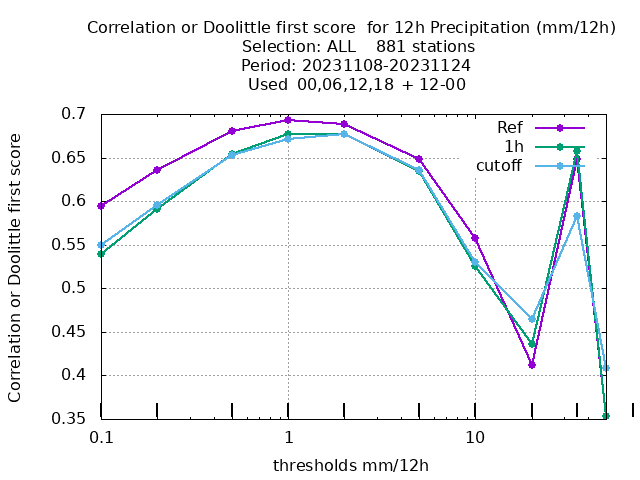 Correlation or Doolittle first score  for 12h Precipitation (mm/12h)
Selection: ALL    881 stations
Period: 20231108-20231124
Used 00,06,12,18 + 12-00
Correlation or Doolittle first score
0.7
0.65
0.6
0.55
0.5
0.45
0.4
0.35
Ref
1h
cutoff
0.1 1 10
thresholds mm/12h